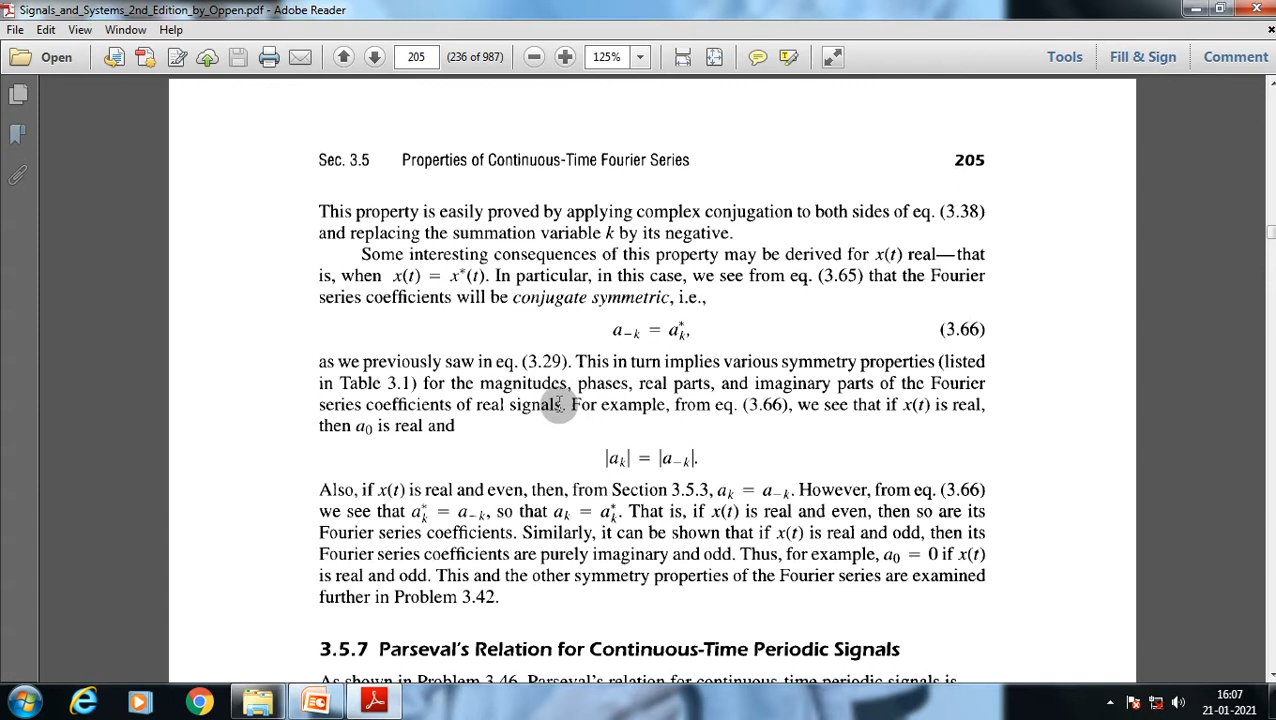 Signals_and_Systems_2nd_Edition_by_Oppen.pdf - Adobe Reader
File Edit View Window Help
Open 205 (236 of 987) 125% Tools Fill & Sign Comment
Sec. 3.5 Properties of Continuous-Time Fourier Series 205
This property is easily proved by applying complex conjugation to both sides of eq. (3.38)
and replacing the summation variable k by its negative.
Some interesting consequences of this property may be derived for x(t) real—that
is, when x(t) = x*(t). In particular, in this case, we see from eq. (3.65) that the Fourier
series coefficients will be conjugate symmetric, i.e.,
a₋ₖ = aₖ*, (3.66)
as we previously saw in eq. (3.29). This in turn implies various symmetry properties (listed
in Table 3.1) for the magnitudes, phases, real parts, and imaginary parts of the Fourier
series coefficients of real signals. For example, from eq. (3.66), we see that if x(t) is real,
then a₀ is real and
|aₖ| = |a₋ₖ|.
Also, if x(t) is real and even, then, from Section 3.5.3, aₖ = a₋ₖ. However, from eq. (3.66)
we see that aₖ* = a₋ₖ, so that aₖ = aₖ*. That is, if x(t) is real and even, then so are its
Fourier series coefficients. Similarly, it can be shown that if x(t) is real and odd, then its
Fourier series coefficients are purely imaginary and odd. Thus, for example, a₀ = 0 if x(t)
is real and odd. This and the other symmetry properties of the Fourier series are examined
further in Problem 3.42.
3.5.7 Parseval's Relation for Continuous-Time Periodic Signals
As shown in Problem 3.46, Parseval's relation for continuous-time periodic signals is
16:07
21-01-2021